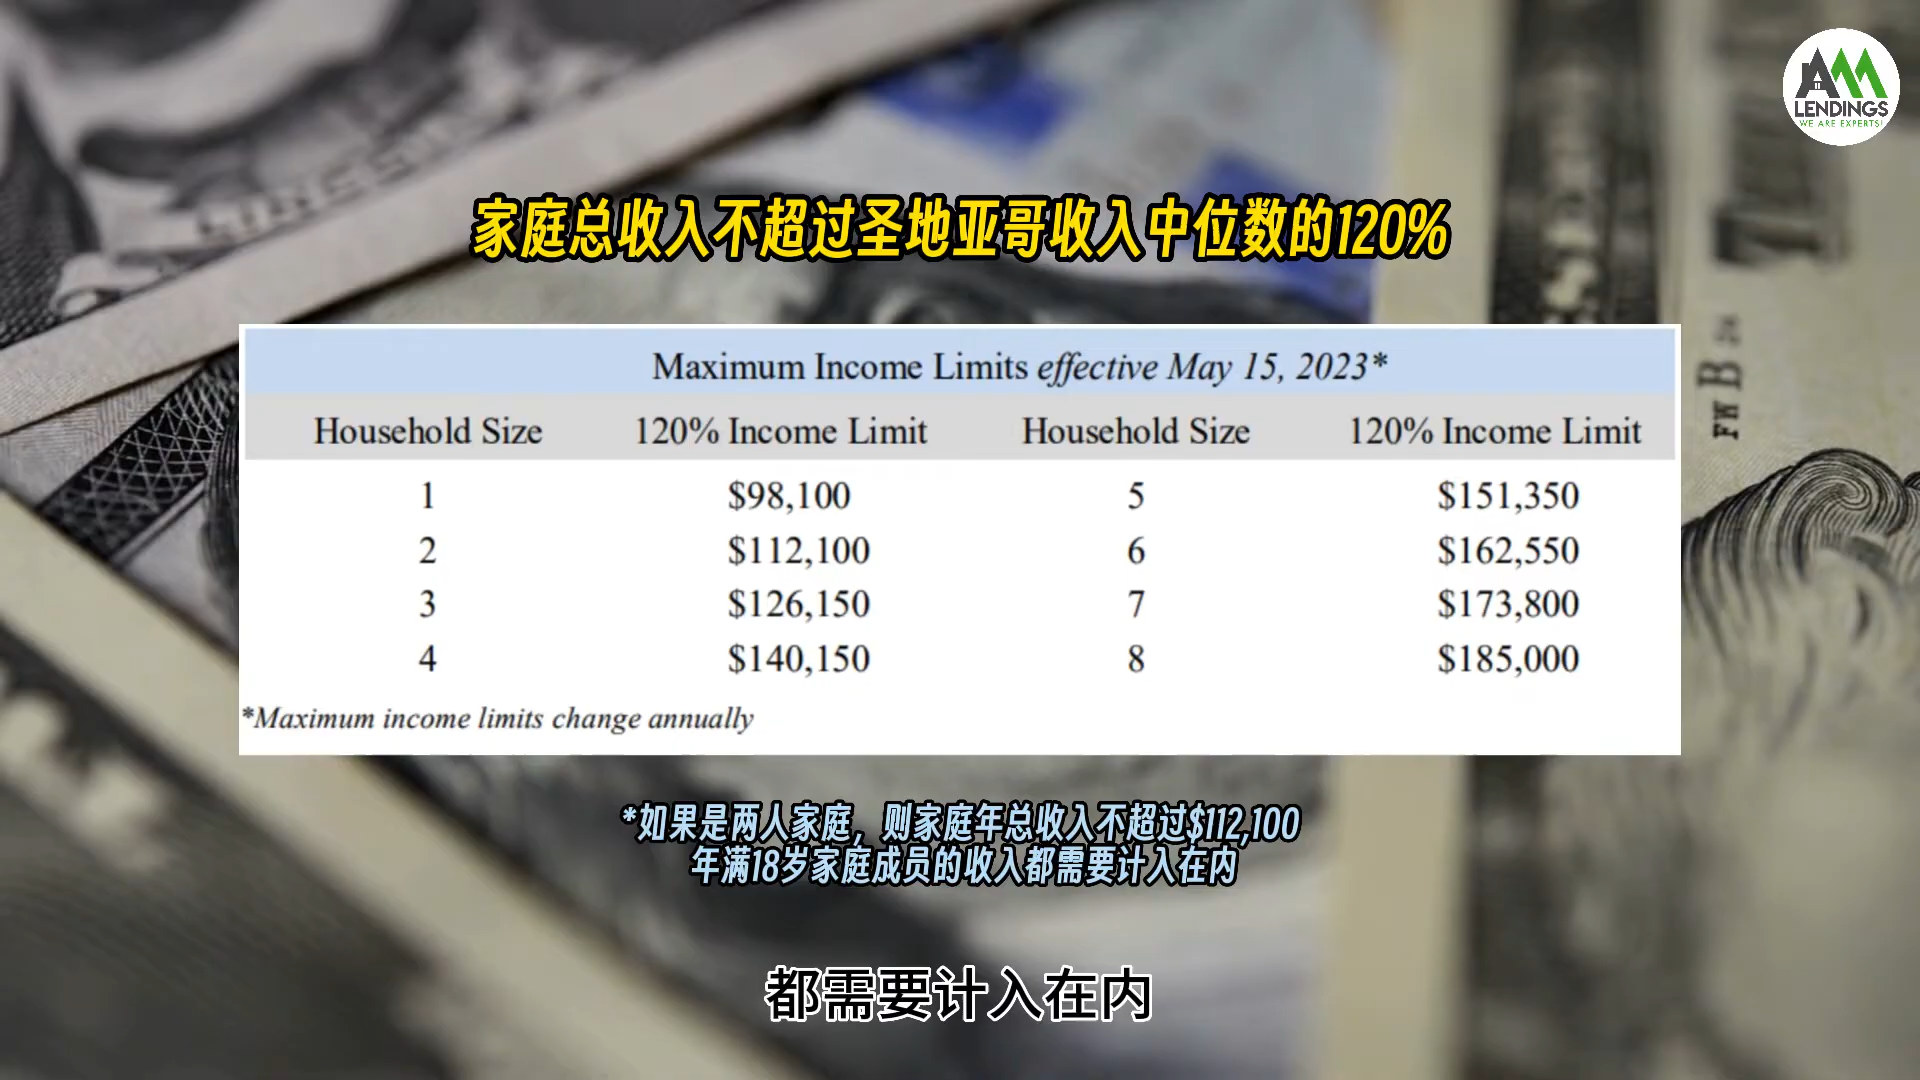 AMM
LENDINGS
WE ARE EXPERTS!
家庭总收入不超过圣地亚哥收入中位数的120%
Maximum Income Limits effective May 15, 2023*
Household Size 120% Income Limit Household Size 120% Income Limit
1 $98,100 5 $151,350
2 $112,100 6 $162,550
3 $126,150 7 $173,800
4 $140,150 8 $185,000
*Maximum income limits change annually
FW B
*如果是两人家庭，则家庭年总收入不超过$112,100
年满18岁家庭成员的收入都需要计入在内
都需要计入在内